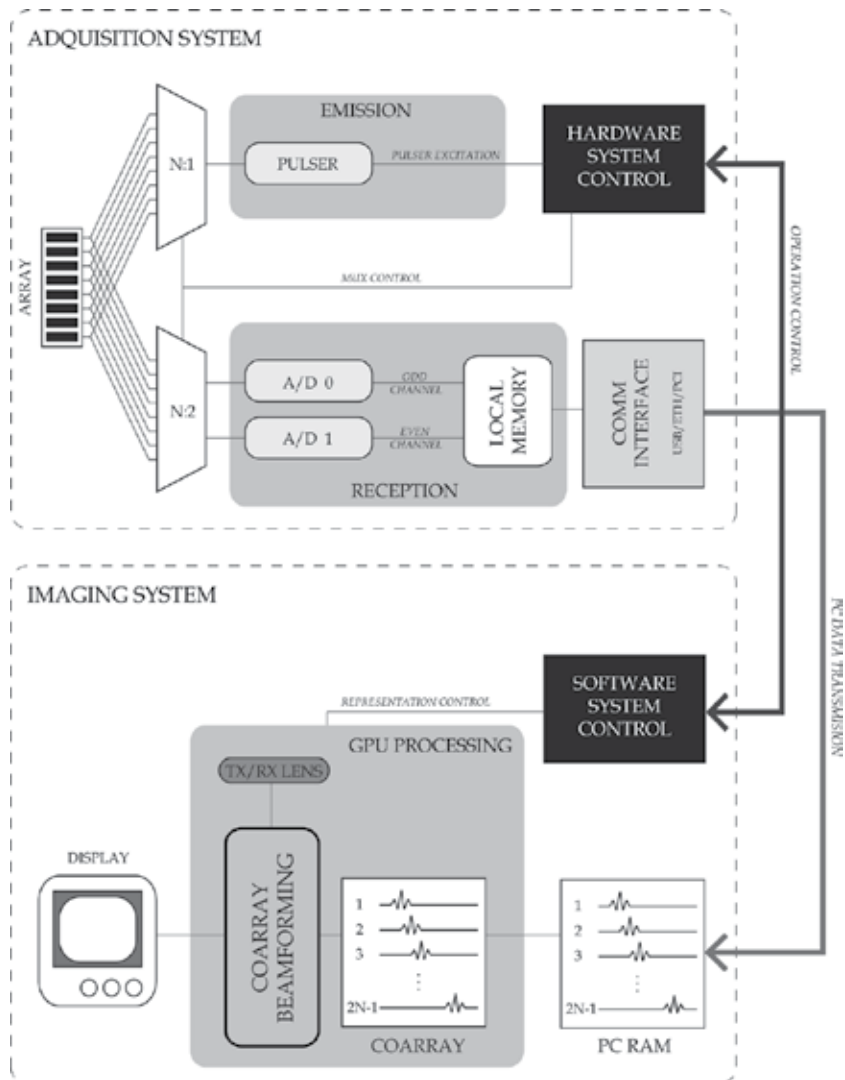 ADQUISITION SYSTEM
EMISSION
N:1
PULSER
PULSER EXCITATION
HARDWARE
SYSTEM
CONTROL
ARRAY
MUX CONTROL
OPERATION CONTROL
N:2
A/D 0
ODD
CHANNEL
A/D 1
EVEN
CHANNEL
LOCAL
MEMORY
COMM
INTERFACE
USB/ETH/PCI
RECEPTION
IMAGING SYSTEM
PC DATA TRANSMISION
SOFTWARE
SYSTEM
CONTROL
REPRESENTATION CONTROL
GPU PROCESSING
TX/RX LENS
DISPLAY
COARRAY
BEAMFORMING
1
2
3
2N-1
COARRAY
1
2
3
2N-1
PC RAM